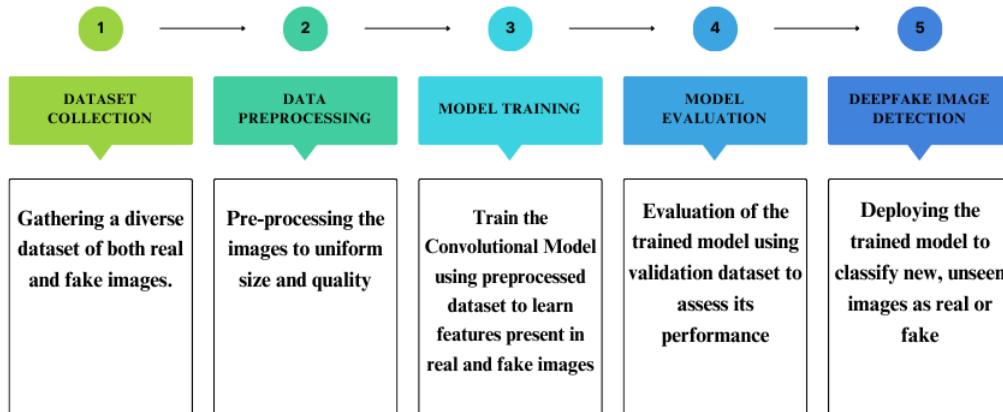 1
2
3
4
5
DATASET
COLLECTION
DATA
PREPROCESSING
MODEL TRAINING
MODEL
EVALUATION
DEEPFAKE IMAGE
DETECTION
Gathering a diverse
dataset of both real
and fake images.
Pre-processing the
images to uniform
size and quality
Train the
Convolutional Model
using preprocessed
dataset to learn
features present in
real and fake images
Evaluation of the
trained model using
validation dataset to
assess its
performance
Deploying the
trained model to
classify new, unseen
images as real or
fake